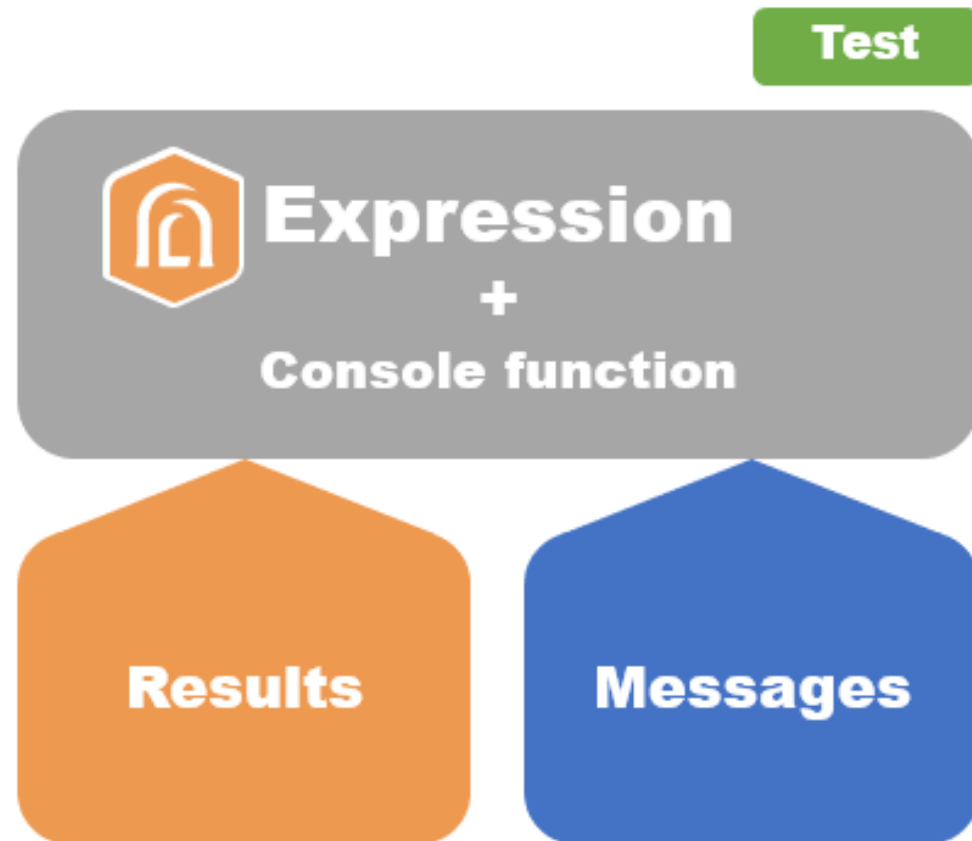 Test
Expression
+
Console function
Results
Messages